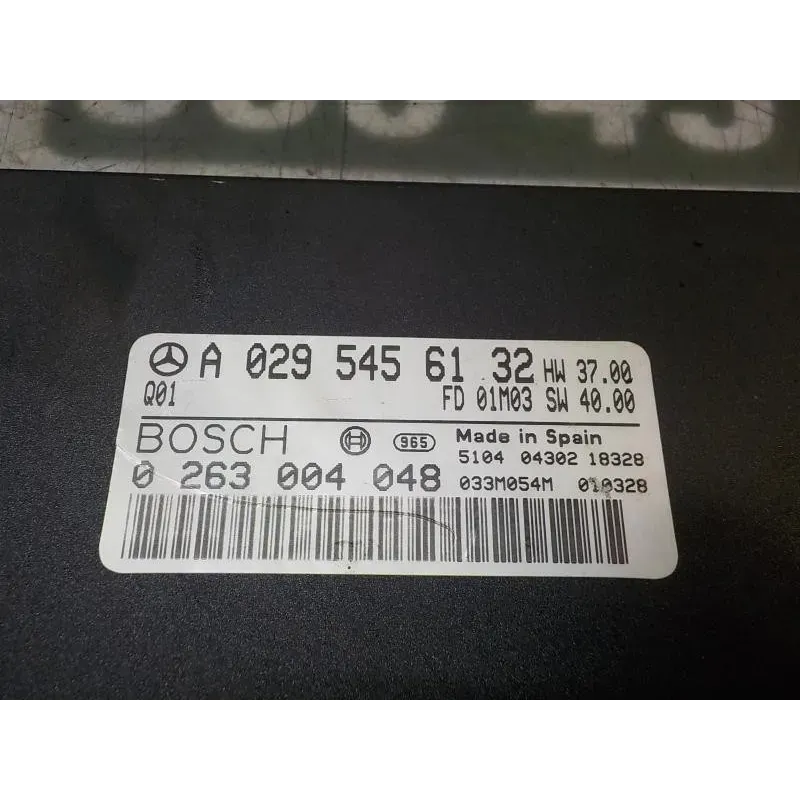 A 029 545 61 32 HW 37.00
Q01 FD 01M03 SW 40.00
BOSCH 965 Made in Spain
5104 04302 18328
0 263 004 048 033M054M 010328